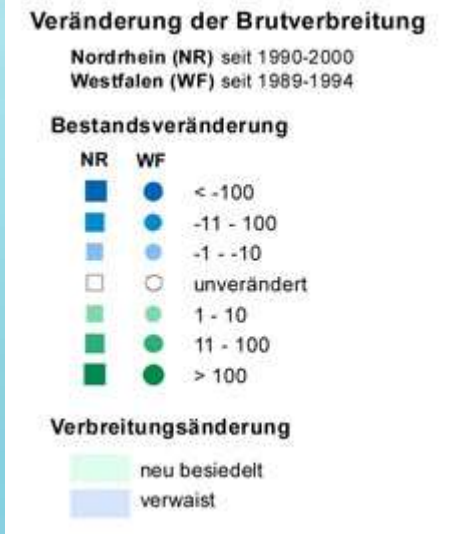 Veränderung der Brutverbreitung
Nordrhein (NR) seit 1990-2000
Westfalen (WF) seit 1989-1994
Bestandsveränderung
NR WF
< -100
-11 - 100
-1 - -10
unverändert
1 - 10
11 - 100
> 100
Verbreitungsänderung
neu besiedelt
verwaist